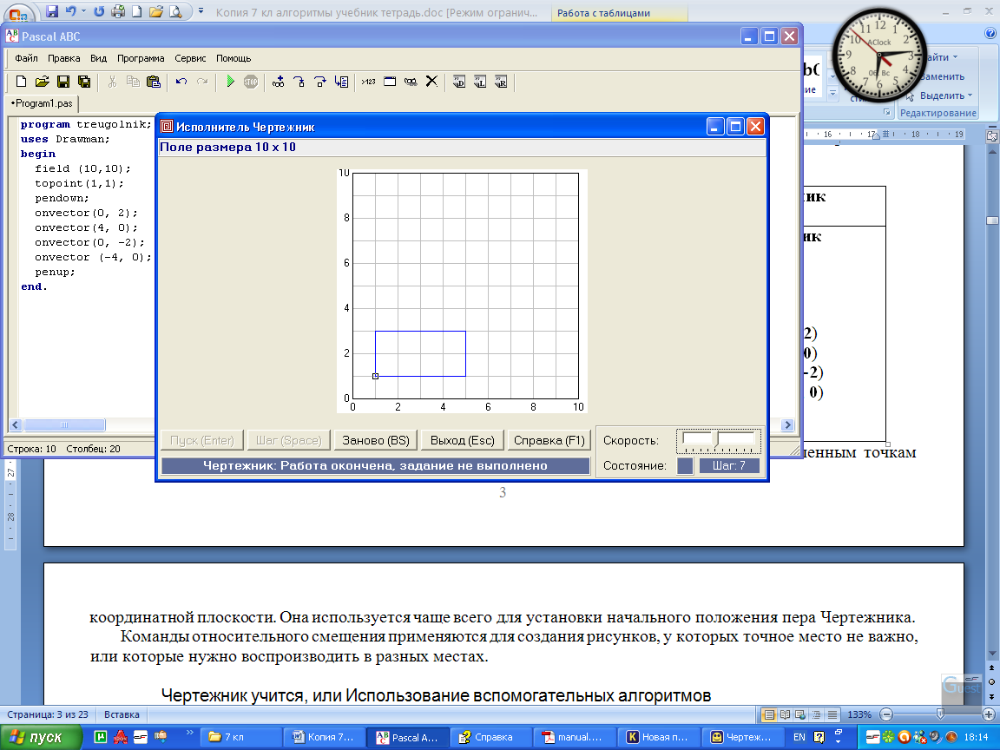 Копия 7 кл алгоритмы учебник тетрадь.doc [Режим огранич...
Работа с таблицами
Pascal ABC
Файл Правка Вид Программа Сервис Помощь
•Program1.pas
program treugolnik;
uses Drawman;
begin
field (10,10);
topoint(1,1);
pendown;
onvector(0, 2);
onvector(4, 0);
onvector(0, -2);
onvector (-4, 0);
penup;
end.
Строка: 10 Столбец: 20
Исполнитель Чертежник
Поле размера 10 x 10
10
8
6
4
2
0
0 2 4 6 8 10
Пуск (Enter) Шаг (Space) Заново (BS) Выход (Esc) Справка (F1)
Скорость:
Чертежник: Работа окончена, задание не выполнено
Состояние: Шаг: 7
AClock
06, Вс
12 1 2 3 4 5 6 7 8 9 10 11
айти
аменить
Выделить
Редактирование
16 17 18 19
ик
ик
2)
0)
-2)
0)
ленным точкам
27
28
3
координатной плоскости. Она используется чаще всего для установки начального положения пера Чертежника.
Команды относительного смещения применяются для создания рисунков, у которых точное место не важно,
или которые нужно воспроизводить в разных местах.
Чертежник учится, или Использование вспомогательных алгоритмов
Guest
Страница: 3 из 23 Вставка
133%
пуск
7 кл
Копия 7...
Pascal A...
Справка
manual....
Новая п...
Чертеж...
EN
18:14